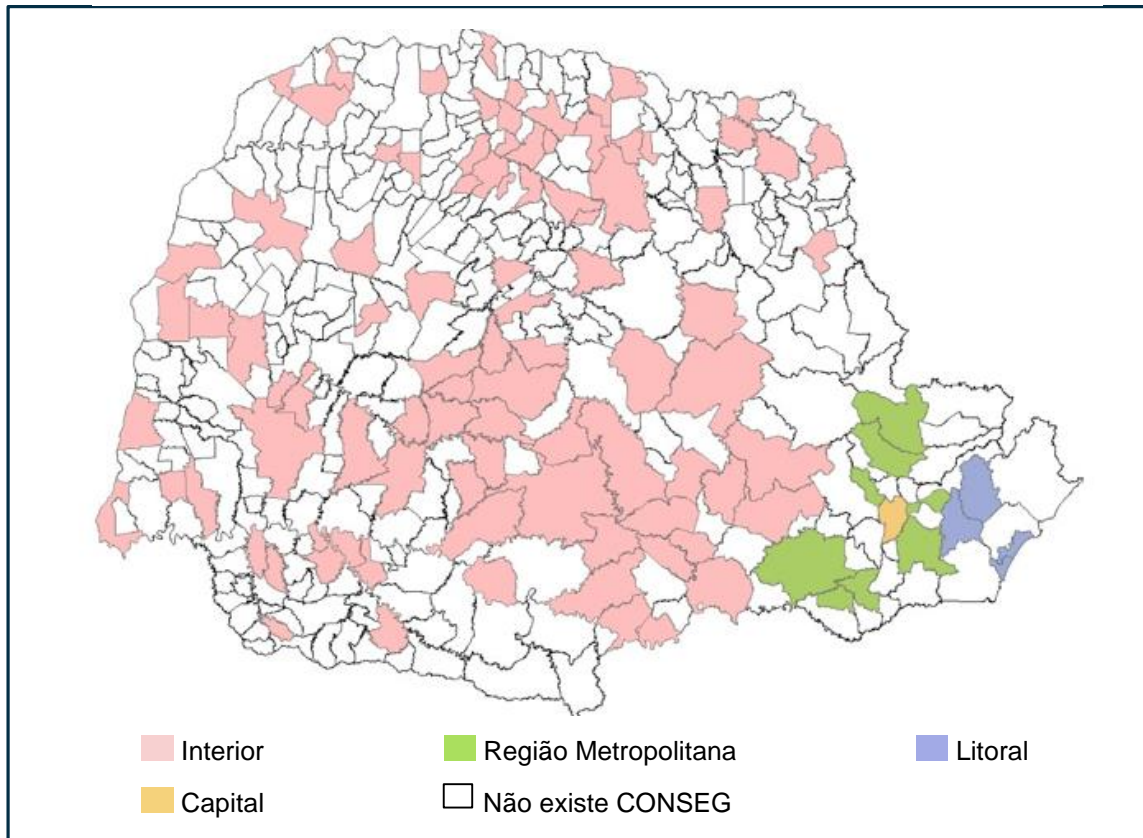 Interior
Região Metropolitana
Litoral
Capital
Não existe CONSEG